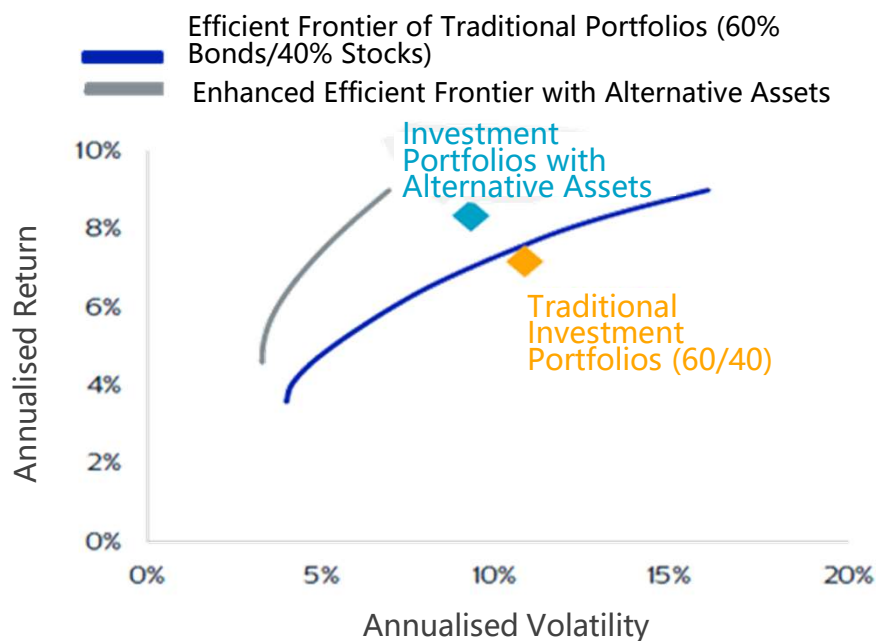 Efficient Frontier of Traditional Portfolios (60%
Bonds/40% Stocks)
Enhanced Efficient Frontier with Alternative Assets
Investment
Portfolios with
Alternative Assets
10%
8%
6%
4%
2%
0%
Annualised Return
Traditional
Investment
Portfolios (60/40)
0%
5%
10%
15%
20%
Annualised Volatility